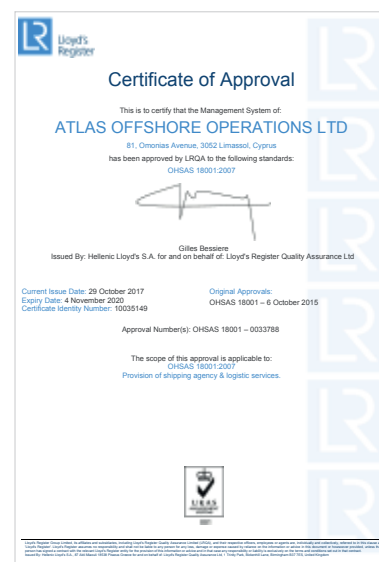 LR
Lloyd's
Register
Certificate of Approval
This is to certify that the Management System of:
ATLAS OFFSHORE OPERATIONS LTD
81, Omonias Avenue, 3052 Limassol, Cyprus
has been approved by LRQA to the following standards:
OHSAS 18001:2007
Gilles Bessiere
Issued By: Hellenic Lloyd's S.A. for and on behalf of: Lloyd's Register Quality Assurance Ltd
Current Issue Date: 29 October 2017
Expiry Date: 4 November 2020
Certificate Identity Number: 10035149
Original Approvals:
OHSAS 18001 – 6 October 2015
Approval Number(s): OHSAS 18001 – 0033788
The scope of this approval is applicable to:
OHSAS 18001:2007
Provision of shipping agency & logistic services.
UKAS
MANAGEMENT
SYSTEMS